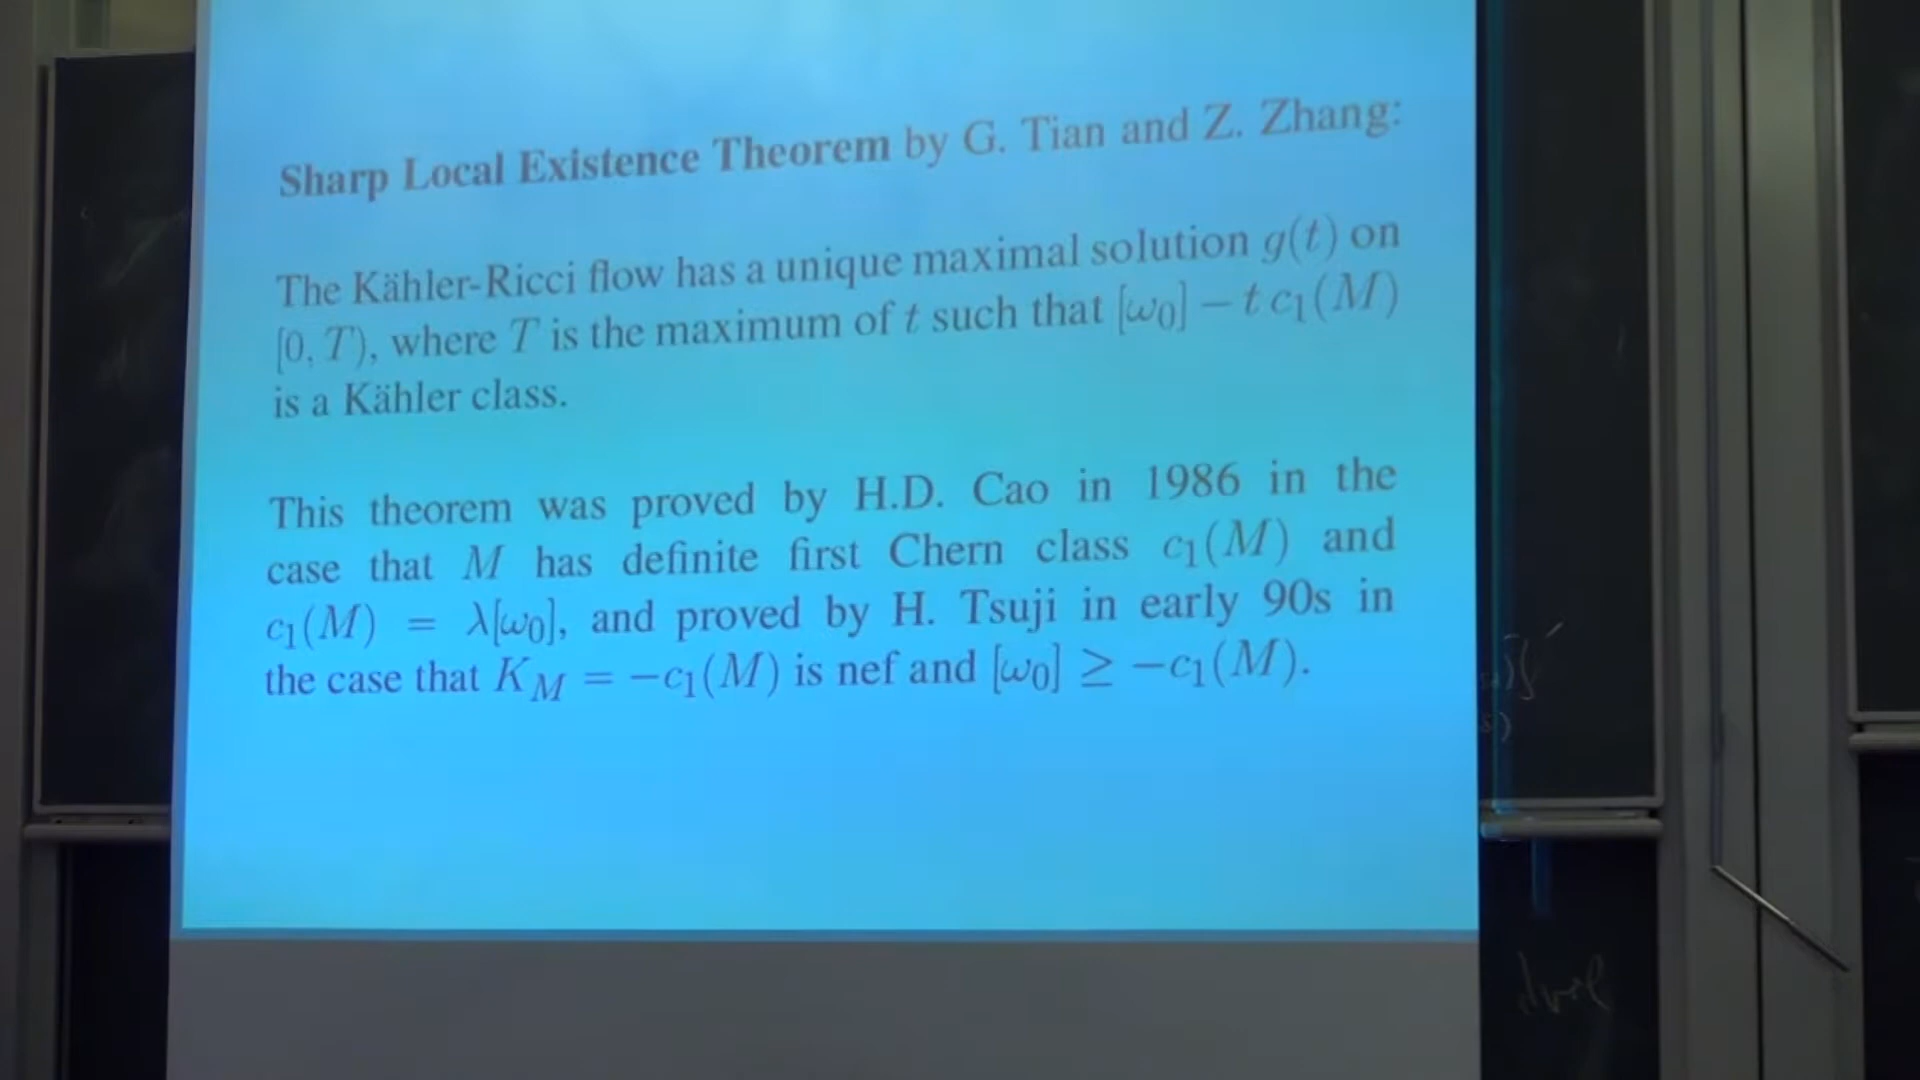 Sharp Local Existence Theorem by G. Tian and Z. Zhang:
The Kähler-Ricci flow has a unique maximal solution g(t) on
[0, T), where T is the maximum of t such that [ω₀] − t c₁(M)
is a Kähler class.
This theorem was proved by H.D. Cao in 1986 in the
case that M has definite first Chern class c₁(M) and
c₁(M) = λ[ω₀], and proved by H. Tsuji in early 90s in
the case that K_M = −c₁(M) is nef and [ω₀] ≥ −c₁(M).